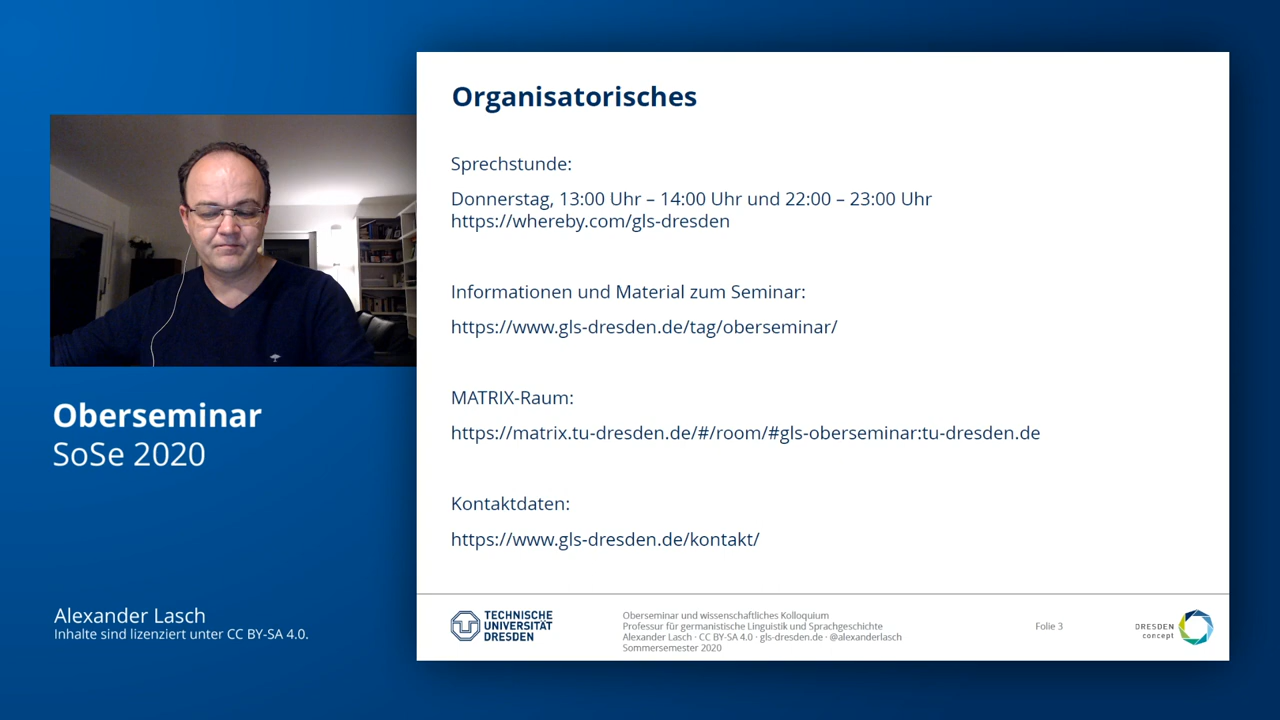 Organisatorisches
Sprechstunde:
Donnerstag, 13:00 Uhr – 14:00 Uhr und 22:00 – 23:00 Uhr
https://whereby.com/gls-dresden
Informationen und Material zum Seminar:
https://www.gls-dresden.de/tag/oberseminar/
MATRIX-Raum:
https://matrix.tu-dresden.de/#/room/#gls-oberseminar:tu-dresden.de
Kontaktdaten:
https://www.gls-dresden.de/kontakt/
Oberseminar
SoSe 2020
Alexander Lasch
Inhalte sind lizenziert unter CC BY-SA 4.0.
TECHNISCHE
UNIVERSITÄT
DRESDEN
Oberseminar und wissenschaftliches Kolloquium
Professur für germanistische Linguistik und Sprachgeschichte
Alexander Lasch · CC BY-SA 4.0 · gls-dresden.de · @alexanderlasch
Sommersemester 2020
Folie 3
DRESDEN
concept